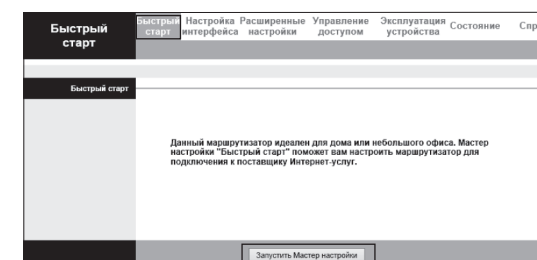 Быстрый старт
Быстрый старт
Настройка интерфейса
Расширенные настройки
Управление доступом
Эксплуатация устройства
Состояние
Спр
Быстрый старт
Данный маршрутизатор идеален для дома или небольшого офиса. Мастер
настройки "Быстрый старт" поможет вам настроить маршрутизатор для
подключения к поставщику Интернет-услуг.
Запустить Мастер настройки